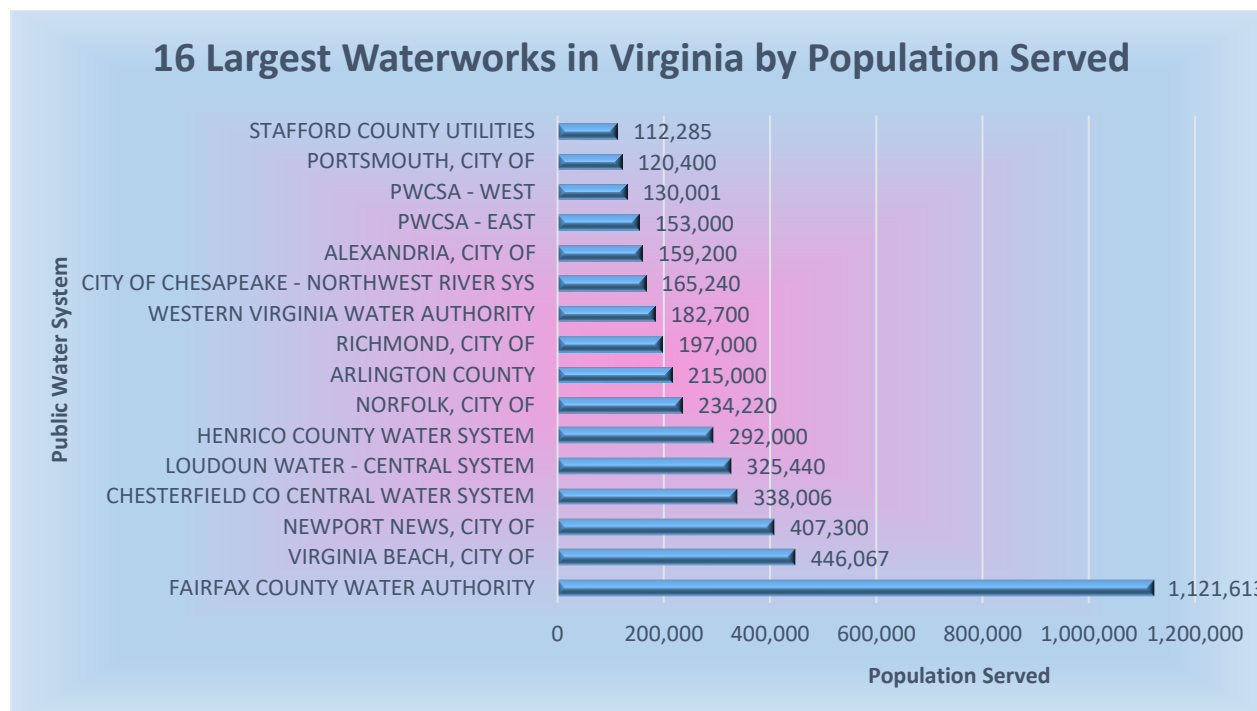 16 Largest Waterworks in Virginia by Population Served
Public Water System
STAFFORD COUNTY UTILITIES 112,285
PORTSMOUTH, CITY OF 120,400
PWCSA - WEST 130,001
PWCSA - EAST 153,000
ALEXANDRIA, CITY OF 159,200
CITY OF CHESAPEAKE - NORTHWEST RIVER SYS 165,240
WESTERN VIRGINIA WATER AUTHORITY 182,700
RICHMOND, CITY OF 197,000
ARLINGTON COUNTY 215,000
NORFOLK, CITY OF 234,220
HENRICO COUNTY WATER SYSTEM 292,000
LOUDOUN WATER - CENTRAL SYSTEM 325,440
CHESTERFIELD CO CENTRAL WATER SYSTEM 338,006
NEWPORT NEWS, CITY OF 407,300
VIRGINIA BEACH, CITY OF 446,067
FAIRFAX COUNTY WATER AUTHORITY 1,121,613
0 200,000 400,000 600,000 800,000 1,000,000 1,200,000
Population Served